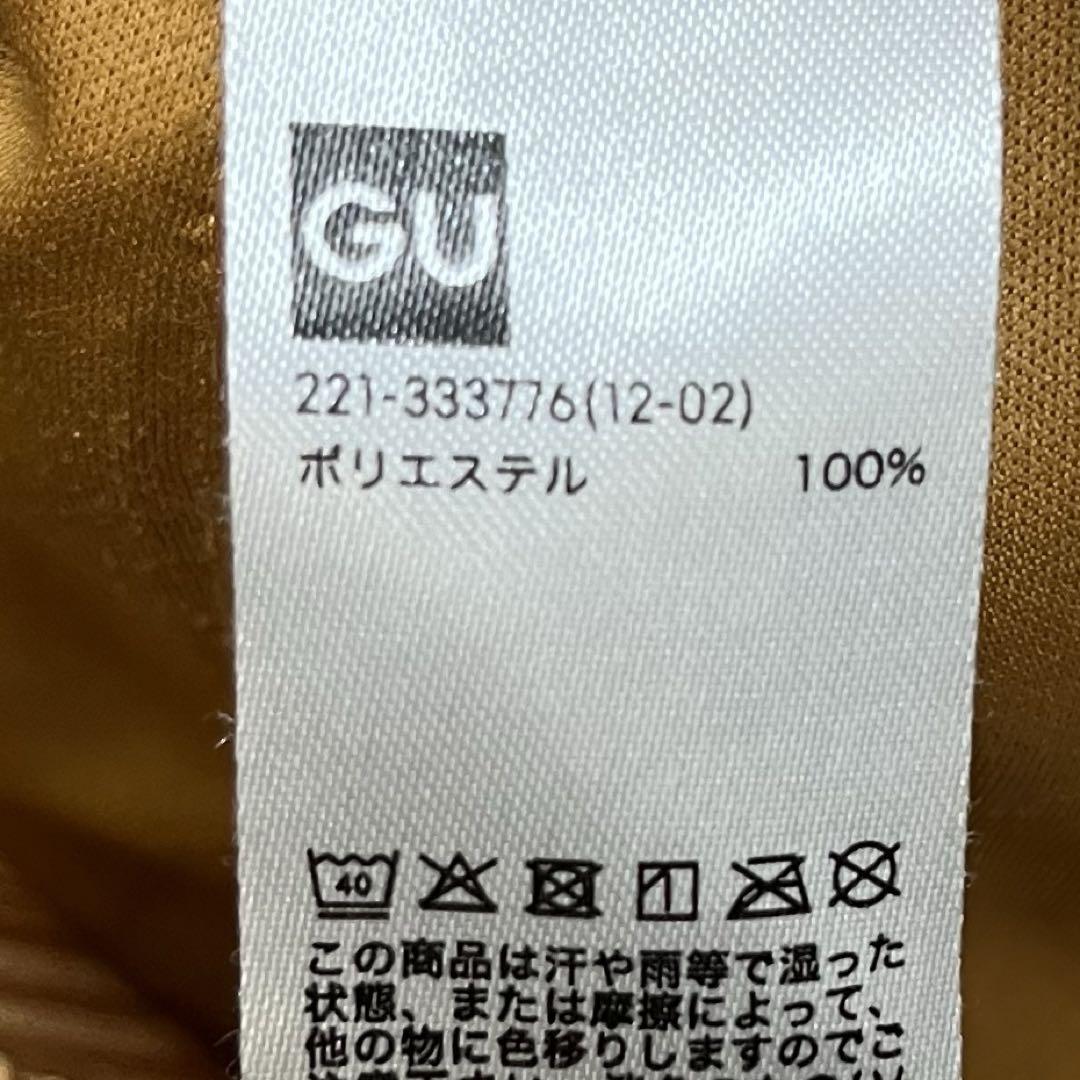 GU
221-333776(12-02)
ポリエステル 100%
40
この商品は汗や雨等で湿った
状態、または摩擦によって、
他の物に色移りしますのでご